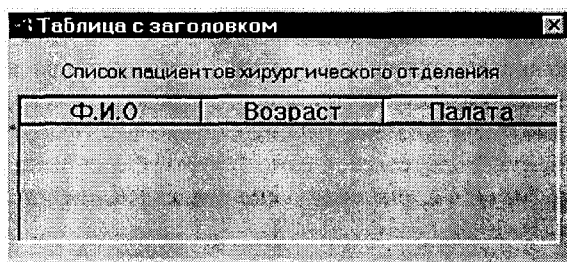 Таблица с заголовком
Список пациентов хирургического отделения
Ф.И.О Возраст Палата